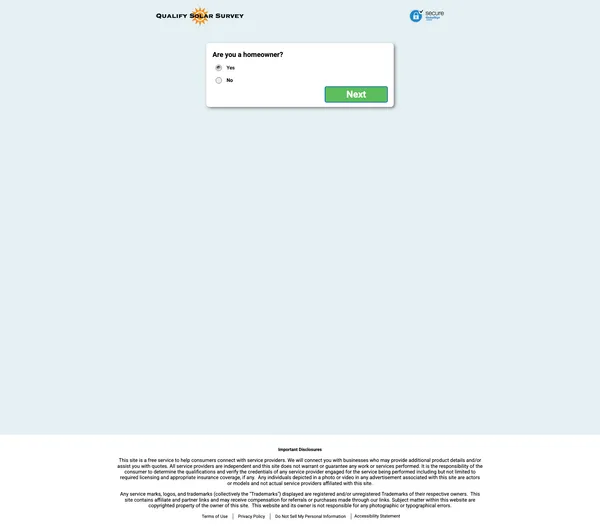 QUALIFY SOLAR SURVEY
secure
Are you a homeowner?
Yes
No
Next
Important Disclosures
This site is a free service to help consumers connect with service providers. We will connect you with businesses who may provide additional product details and/or
assist you with quotes. All service providers are independent and this site does not warrant or guarantee any work or services performed. It is the responsibility of the
consumer to determine the qualifications and verify the credentials of any service provider engaged for the service being performed including but not limited to
required licensing and appropriate insurance coverage, if any. Any individuals depicted in a photo or video in any advertisement associated with this site are actors
or models and not actual service providers affiliated with this site.
Any service marks, logos, and trademarks (collectively the "Trademarks") displayed are registered and/or unregistered Trademarks of their respective owners. This
site contains affiliate and partner links and may receive compensation for referrals or purchases made through our links. Subject matter within this website are
copyrighted property of the owner of this site. This website and its owner is not responsible for any photographic or typographical errors.
Terms of Use | Privacy Policy | Do Not Sell My Personal Information | Accessibility Statement